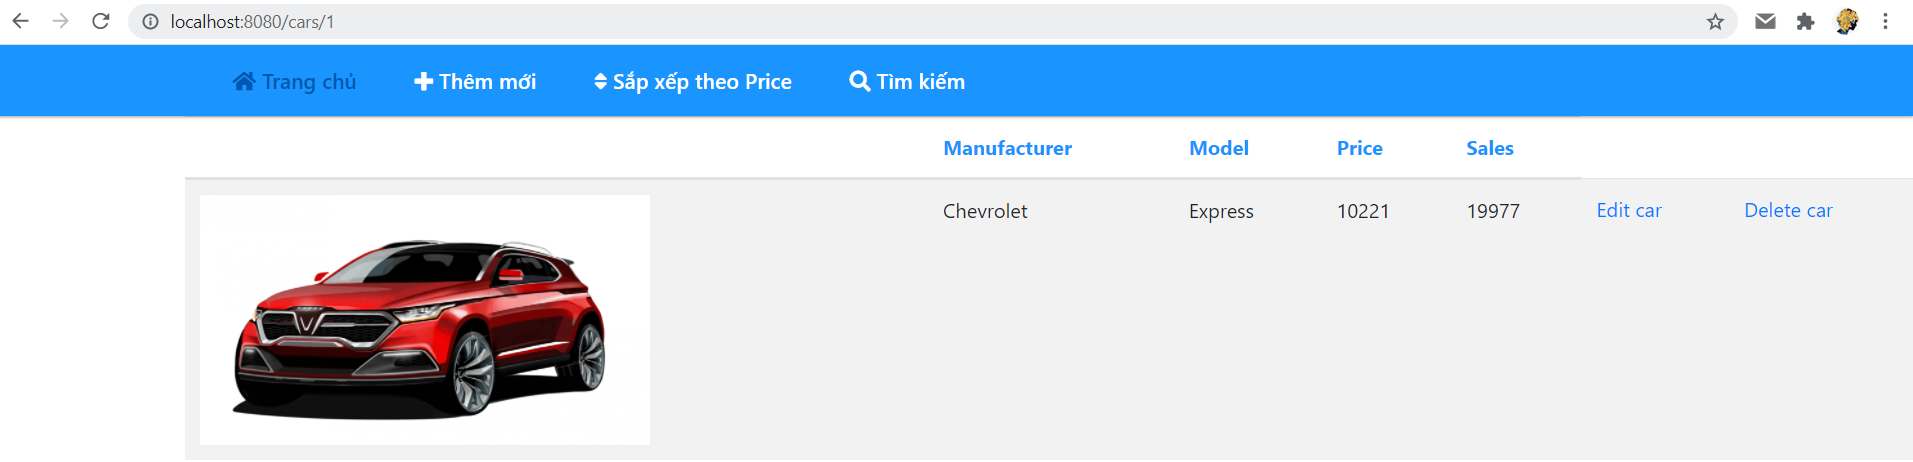 localhost:8080/cars/1
Trang chủ Thêm mới Sắp xếp theo Price Tìm kiếm
Manufacturer Model Price Sales
Chevrolet Express 10221 19977 Edit car Delete car